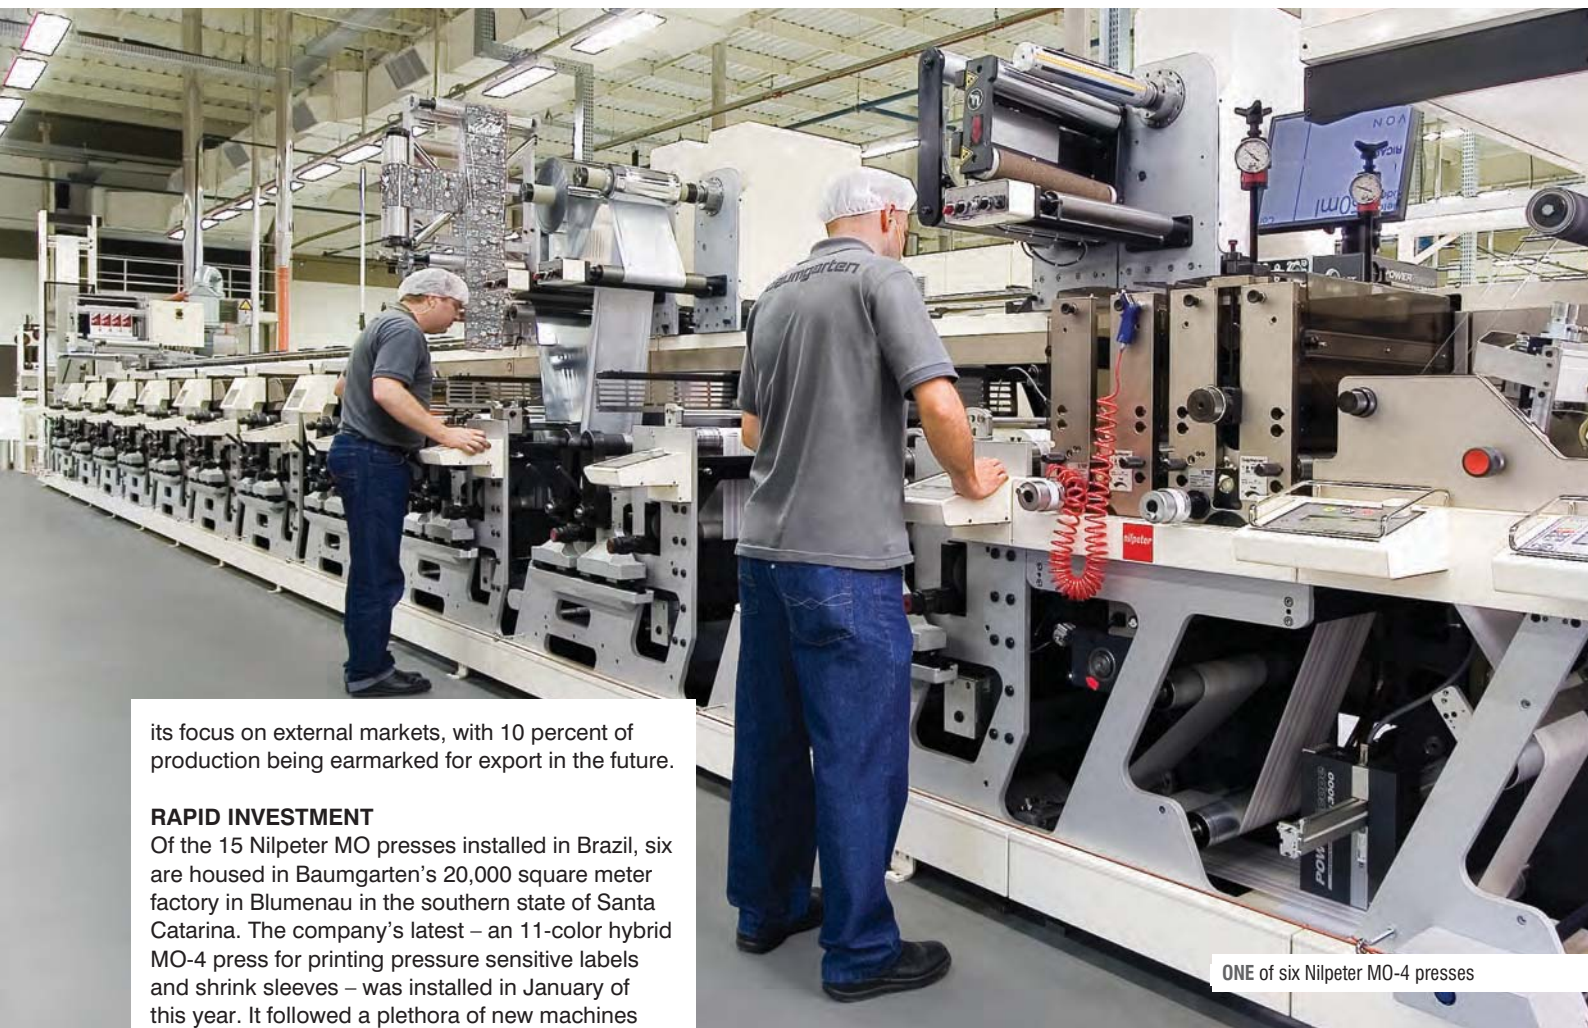 its focus on external markets, with 10 percent of
production being earmarked for export in the future.
RAPID INVESTMENT
Of the 15 Nilpeter MO presses installed in Brazil, six
are housed in Baumgarten’s 20,000 square meter
factory in Blumenau in the southern state of Santa
Catarina. The company’s latest – an 11-color hybrid
MO-4 press for printing pressure sensitive labels
and shrink sleeves – was installed in January of
this year. It followed a plethora of new machines
ONE of six Nilpeter MO-4 presses
baumgarten
nilpeter
POWER
3000